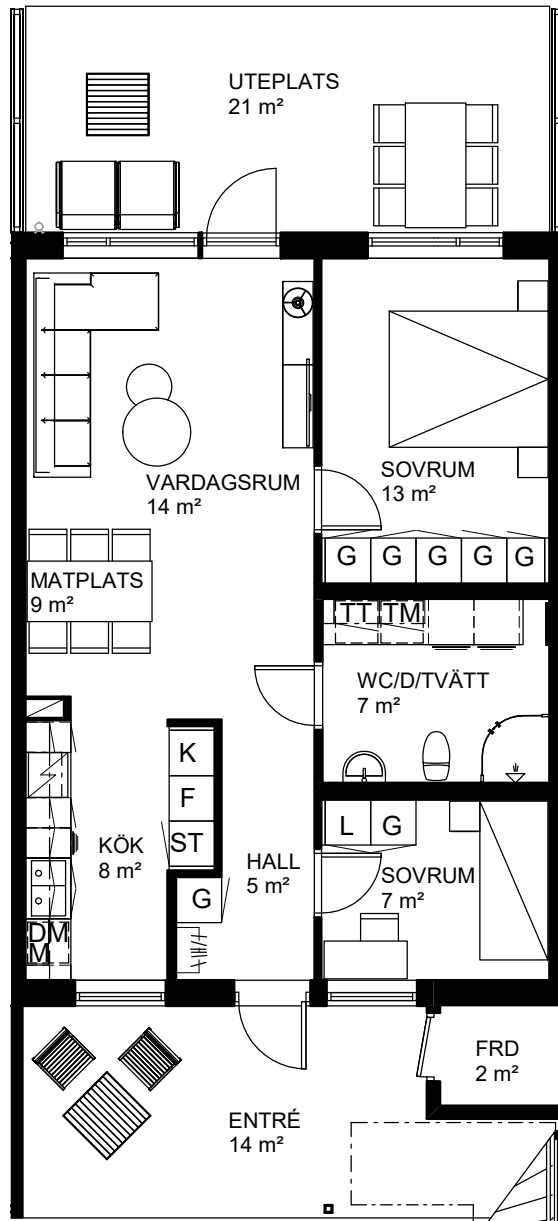 UTEPLATS
21 m²
VARDAGSRUM
14 m²
SOVRUM
13 m²
G G G G G
MATPLATS
9 m²
TT TM
WC/D/TVÄTT
7 m²
K
F
ST
KÖK
8 m²
HALL
5 m²
G
L G
SOVRUM
7 m²
DM
M
FRD
2 m²
ENTRÉ
14 m²